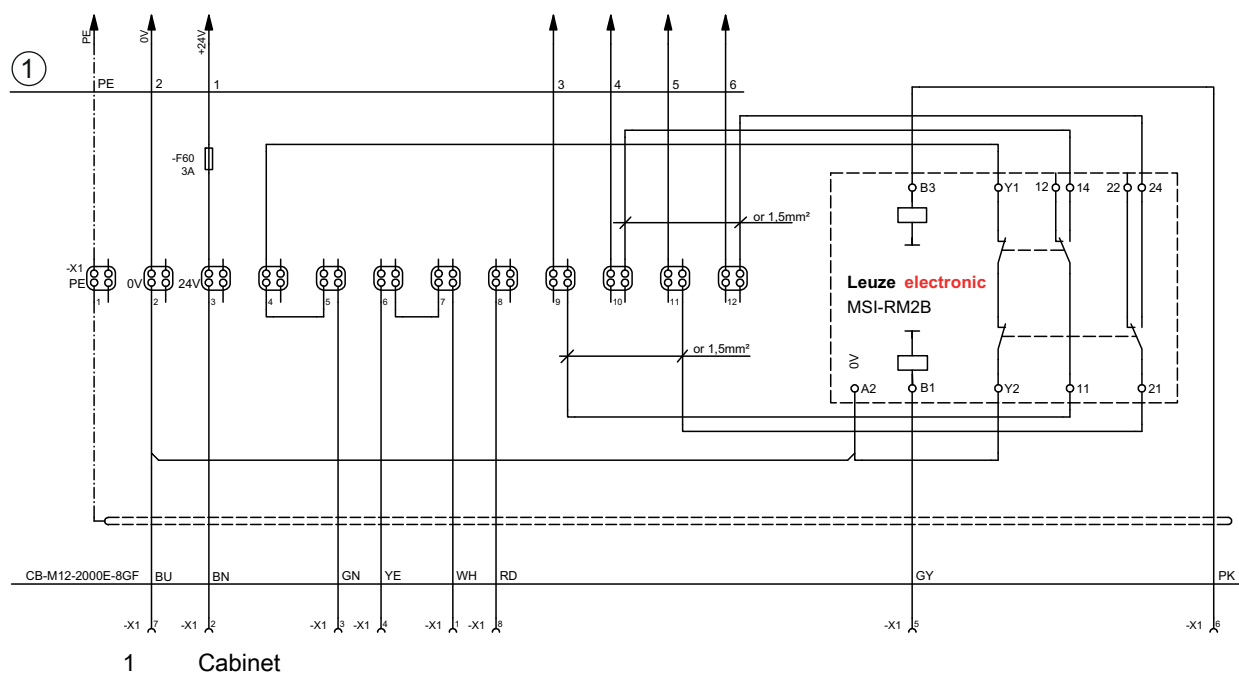 PE 0V +24V
1
PE 2 1 3 4 5 6
-F60
3A
B3 Y1 12 14 22 24
or 1,5mm²
-X1
PE 0V 24V
1 2 3 4 5 6 7 8 9 10 11 12
Leuze electronic
MSI-RM2B
or 1,5mm²
0V
A2 B1 Y2 11 21
CB-M12-2000E-8GF BU BN GN YE WH RD GY PK
-X1 7 -X1 2 -X1 3 -X1 4 -X1 1 -X1 8 -X1 5 -X1 6
1 Cabinet